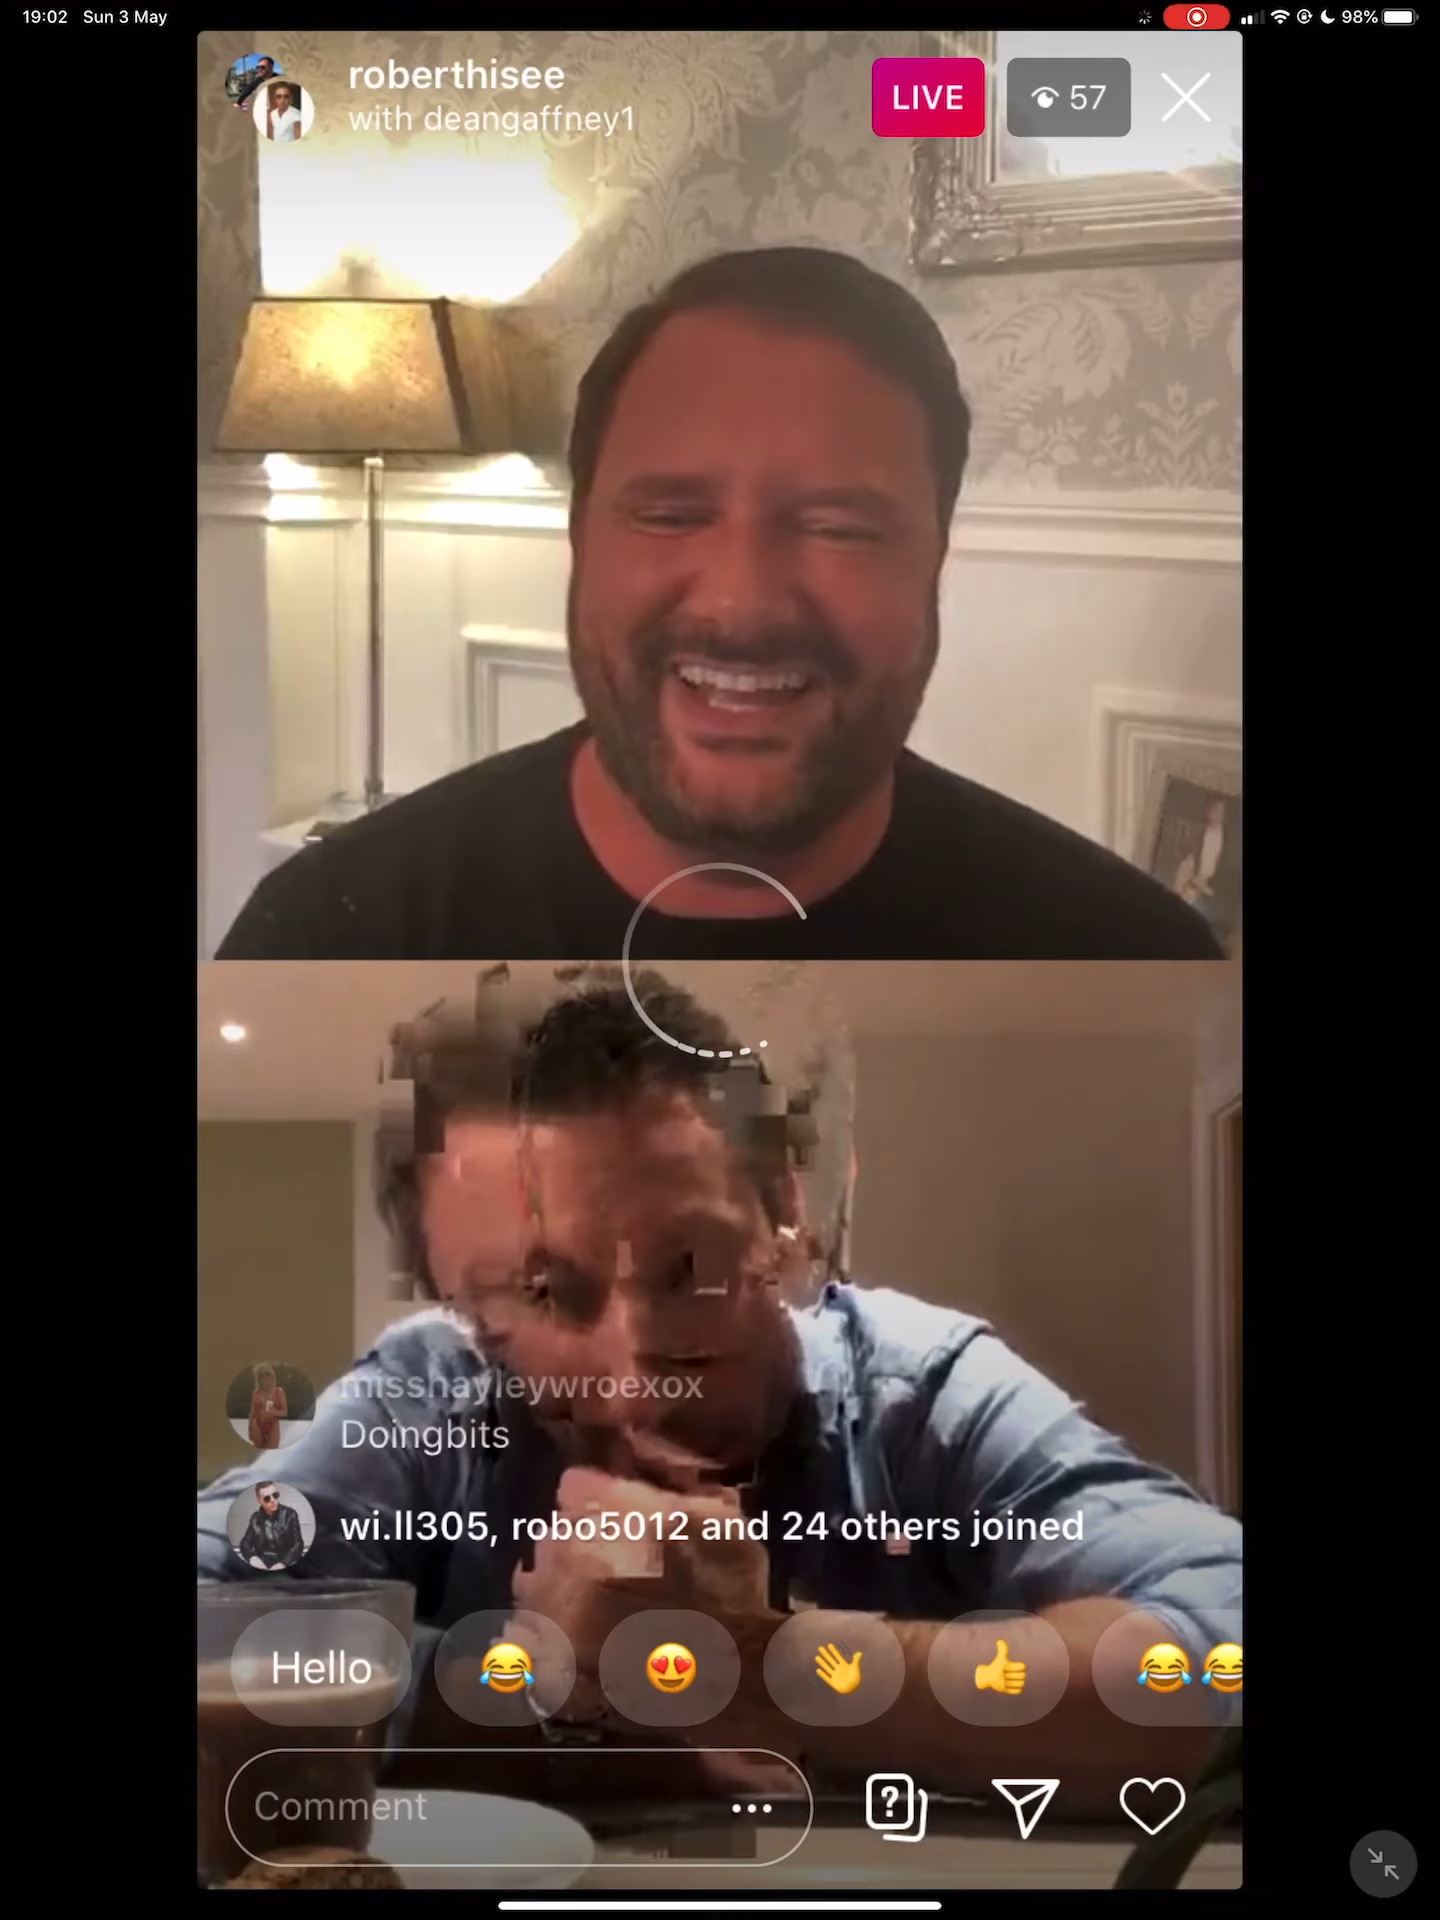 19:02 Sun 3 May
98%
roberthisee
with deangaffney1
LIVE
57
misshayleywroexox
Doingbits
wi.ll305, robo5012 and 24 others joined
Hello
Comment